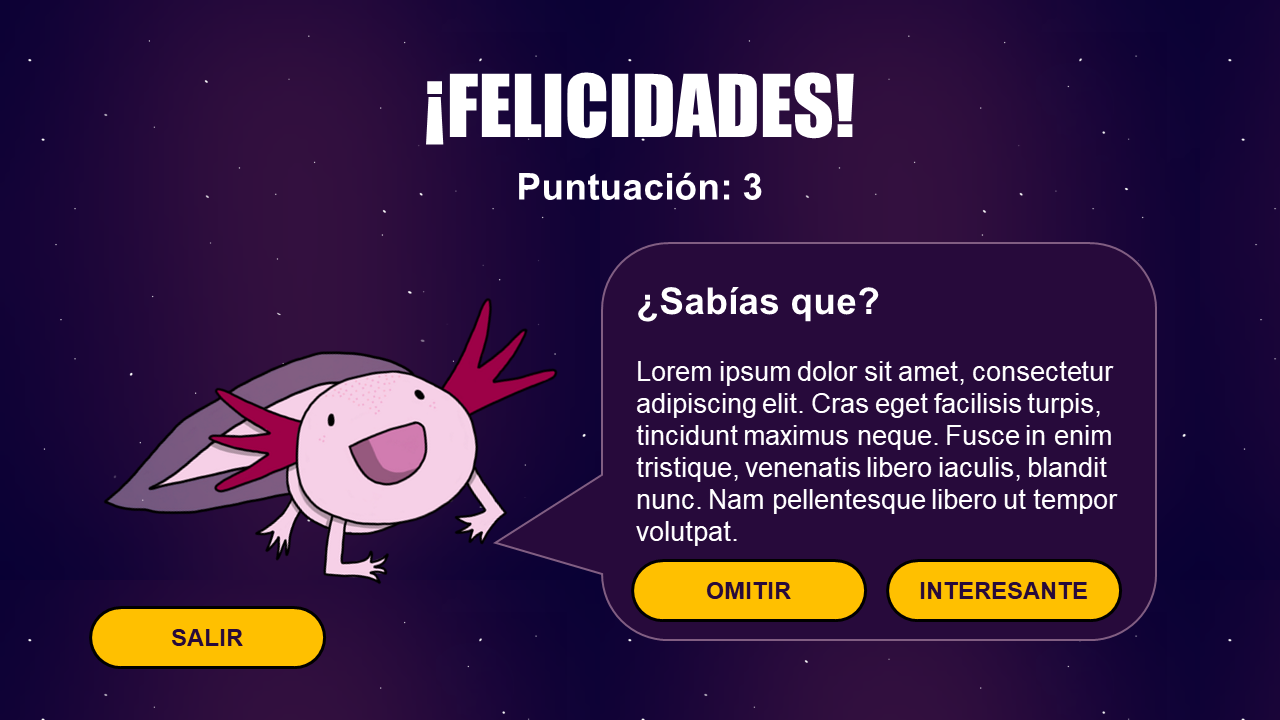 ¡FELICIDADES!
Puntuación: 3
¿Sabías que?
Lorem ipsum dolor sit amet, consectetur
adipiscing elit. Cras eget facilisis turpis,
tincidunt maximus neque. Fusce in enim
tristique, venenatis libero iaculis, blandit
nunc. Nam pellentesque libero ut tempor
volutpat.
OMITIR
INTERESANTE
SALIR